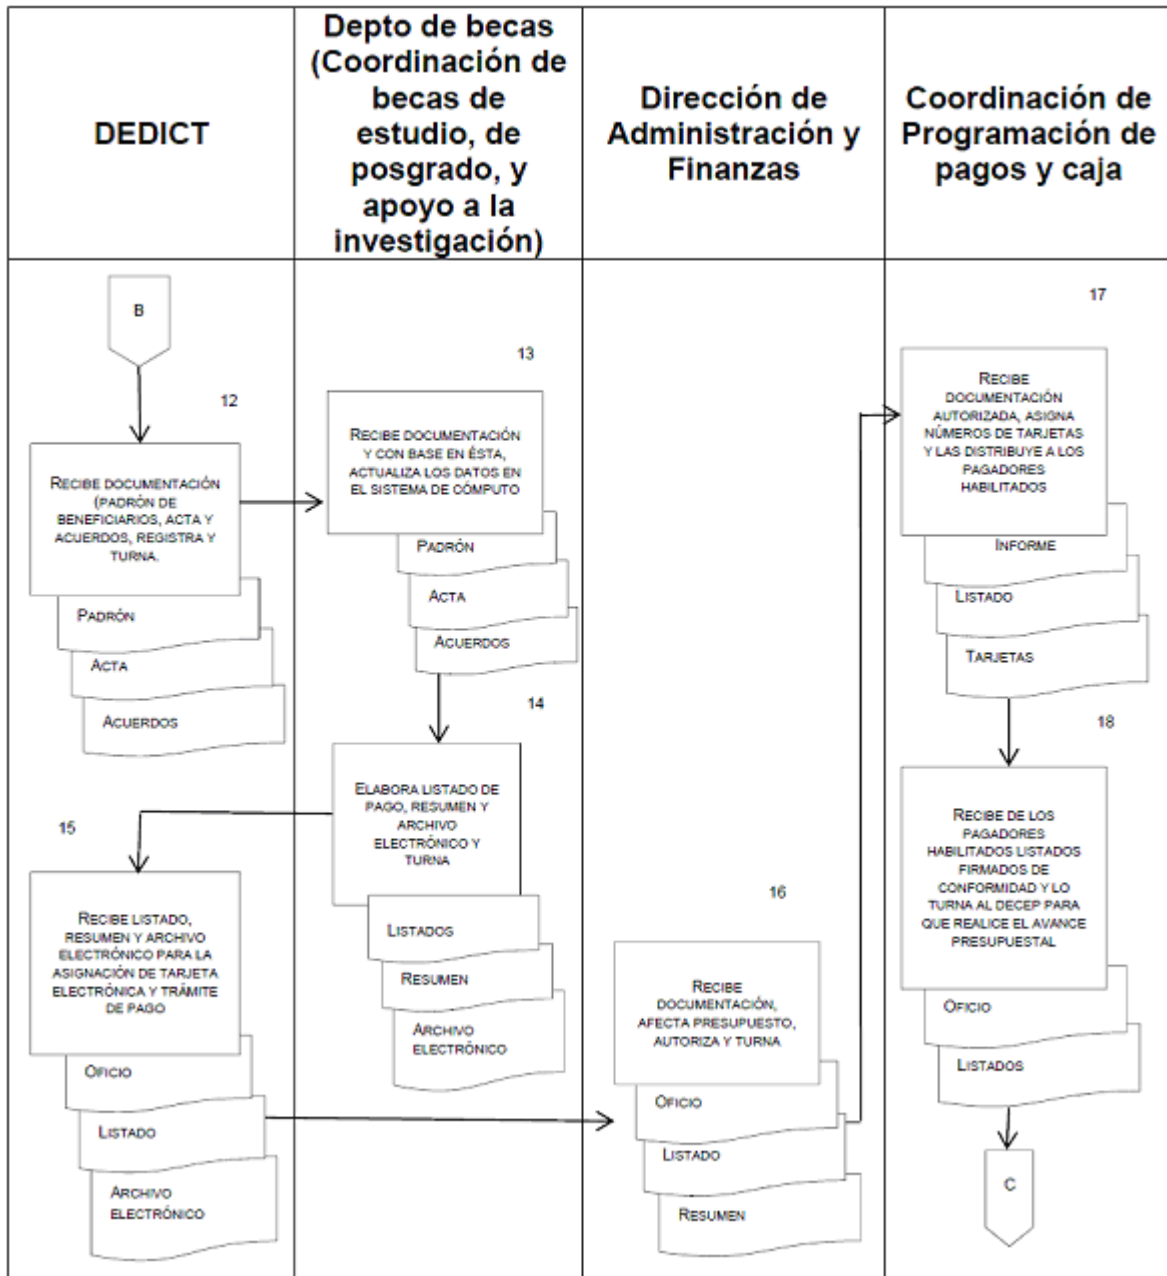 DEDICT
Depto de becas
(Coordinación de
becas de
estudio, de
posgrado, y
apoyo a la
investigación)
Dirección de
Administración y
Finanzas
Coordinación de
Programación de
pagos y caja
B
12
RECIBE DOCUMENTACIÓN
(PADRÓN DE
BENEFICIARIOS, ACTA Y
ACUERDOS, REGISTRA Y
TURNA.
PADRÓN
ACTA
ACUERDOS
13
RECIBE DOCUMENTACIÓN
Y CON BASE EN ÉSTA,
ACTUALIZA LOS DATOS EN
EL SISTEMA DE CÓMPUTO
PADRÓN
ACTA
ACUERDOS
14
ELABORA LISTADO DE
PAGO, RESUMEN Y
ARCHIVO
ELECTRÓNICO Y
TURNA
LISTADOS
RESUMEN
ARCHIVO
ELECTRÓNICO
15
RECIBE LISTADO,
RESUMEN Y ARCHIVO
ELECTRÓNICO PARA LA
ASIGNACIÓN DE TARJETA
ELECTRÓNICA Y TRÁMITE
DE PAGO
OFICIO
LISTADO
ARCHIVO
ELECTRÓNICO
16
RECIBE
DOCUMENTACIÓN,
AFECTA PRESUPUESTO,
AUTORIZA Y TURNA
OFICIO
LISTADO
RESUMEN
17
RECIBE
DOCUMENTACIÓN
AUTORIZADA, ASIGNA
NÚMEROS DE TARJETAS
Y LAS DISTRIBUYE A LOS
PAGADORES
HABILITADOS
INFORME
LISTADO
TARJETAS
18
RECIBE DE LOS
PAGADORES
HABILITADOS LISTADOS
FIRMADOS DE
CONFORMIDAD Y LO
TURNA AL DECEP PARA
QUE REALICE EL AVANCE
PRESUPUESTAL
OFICIO
LISTADOS
C